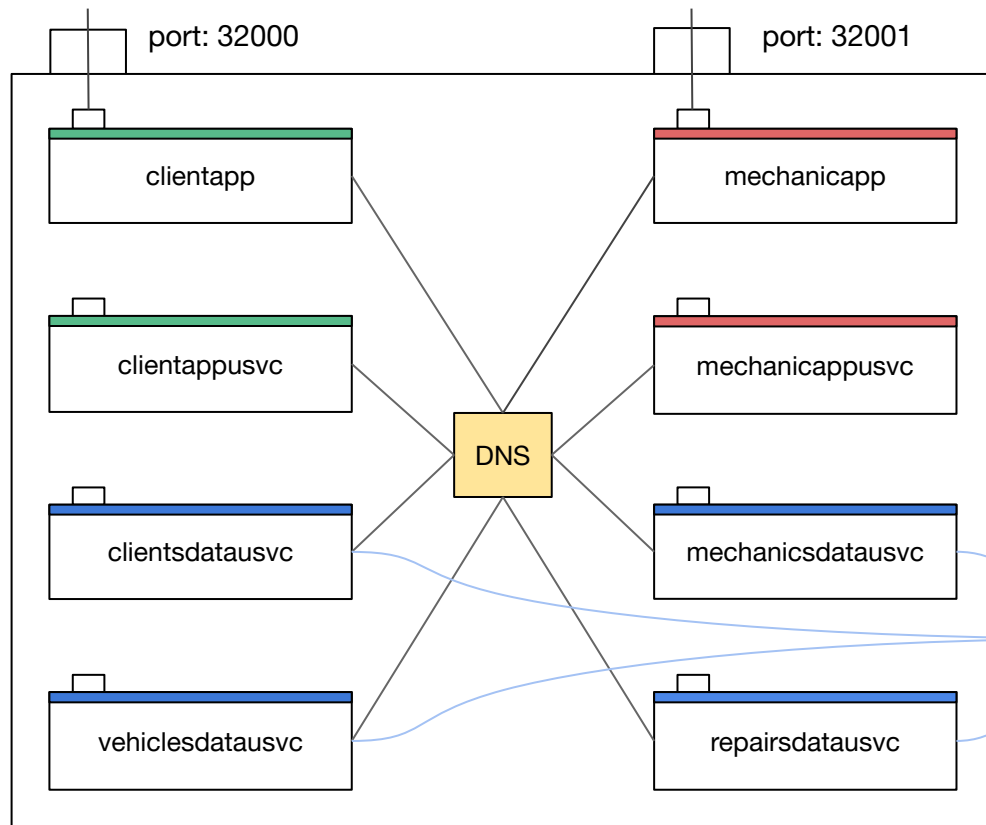 port: 32000
port: 32001
clientapp
mechanicapp
clientappusvc
mechanicappusvc
DNS
clientsdatausvc
mechanicsdatausvc
vehiclesdatausvc
repairsdatausvc